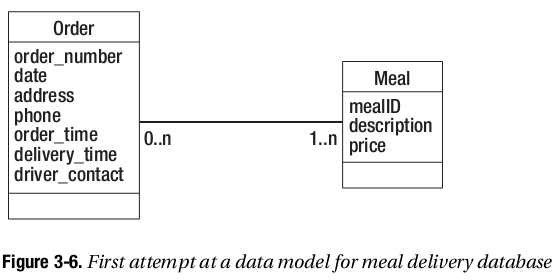 Order
order_number
date
address
phone
order_time
delivery_time
driver_contact
0..n
1..n
Meal
mealID
description
price
Figure 3-6. First attempt at a data model for meal delivery database